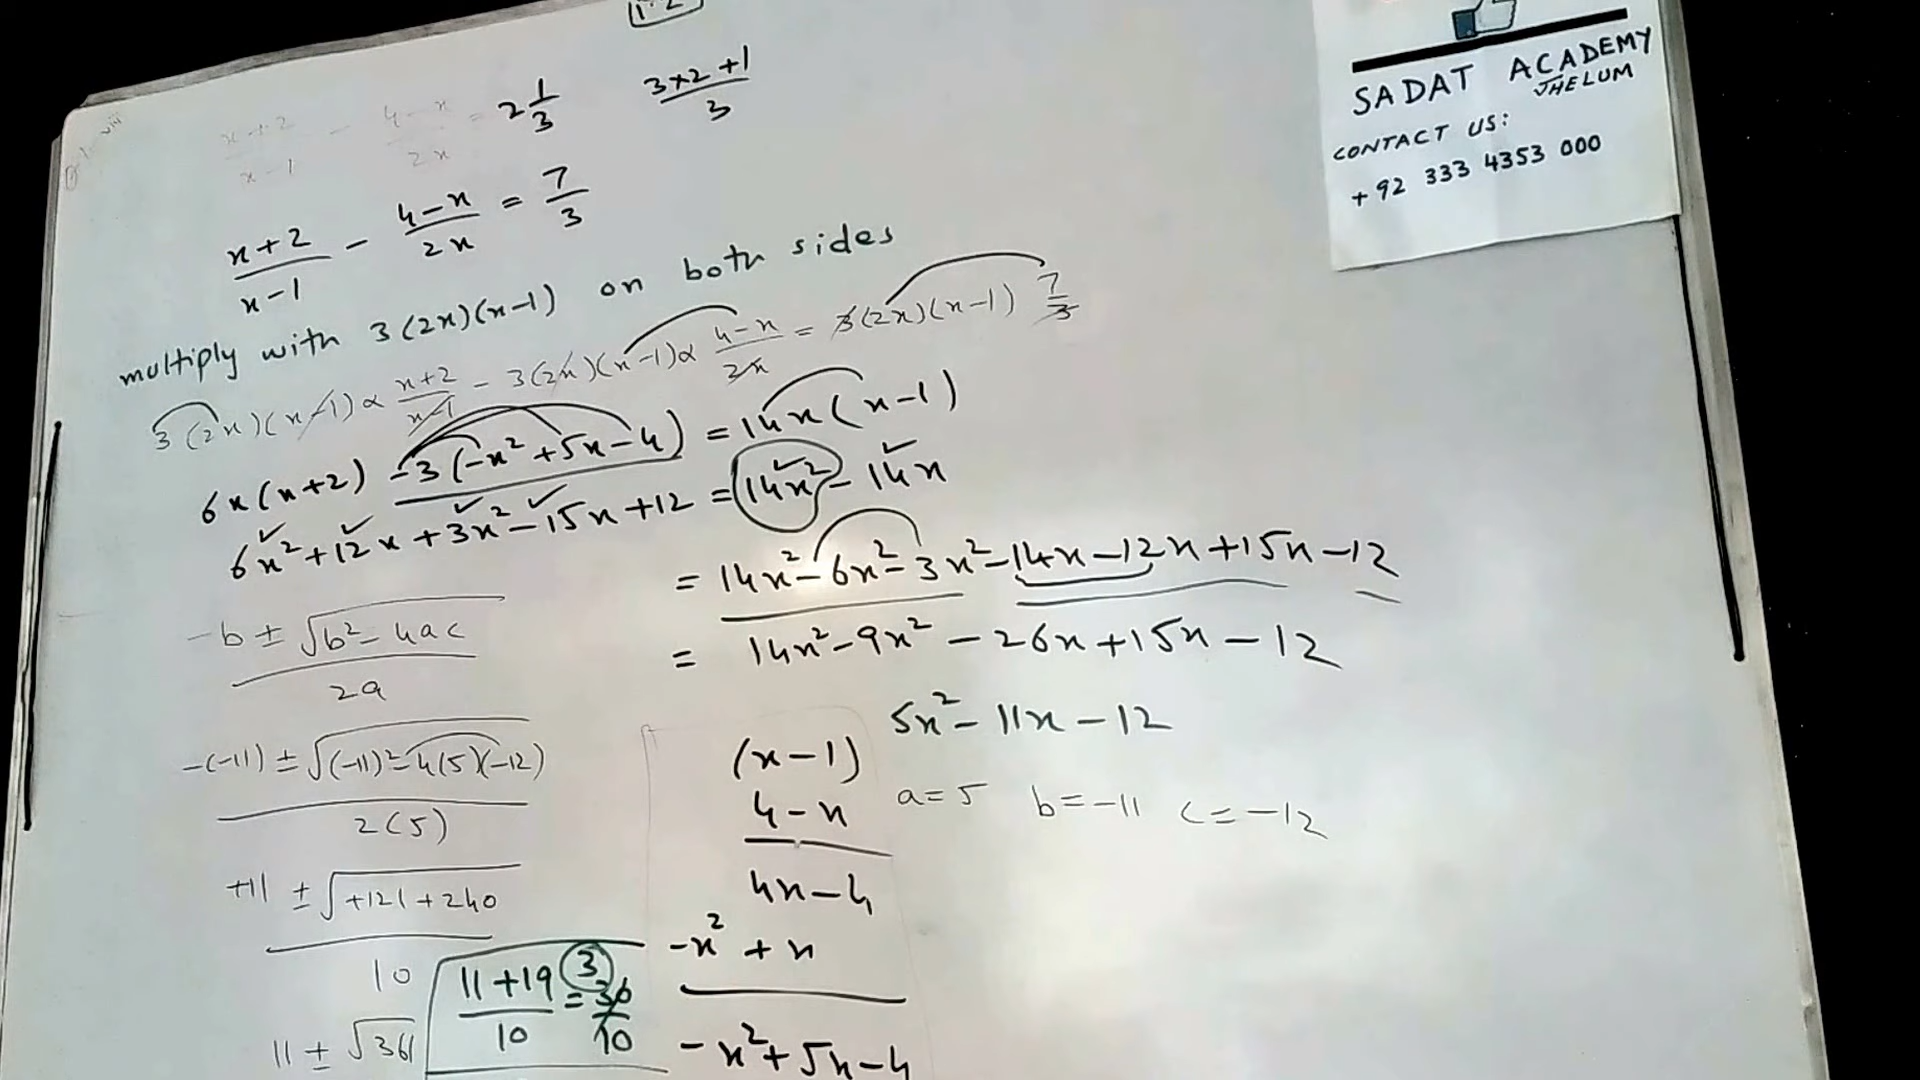 viii
x+2/x-1 - 4-x/2x = 2 1/3    3×2+1/3
x+2/x-1 - 4-x/2x = 7/3
multiply with 3(2x)(x-1) on both sides
3(2x)(x-1) × x+2/x-1 - 3(2x)(x-1) × 4-x/2x = 3(2x)(x-1) 7/3
6x(x+2) -3(-x²+5x-4) = 14x(x-1)
6x²+12x+3x²-15x+12 = 14x²-14x
= 14x²-6x²-3x²-14x-12x+15x-12
= 14x²-9x²-26x+15x-12
5x²-11x-12
a=5 b=-11 c=-12
-b ± √b²-4ac
2a
-(-11) ± √(-11)²-4(5)(-12)
2(5)
+11 ± √+121+240
10
11 ± √361
11+19/10 = 30/10 3
(x-1)
4-x
4x-4
-x²+x
-x²+5x-4
SADAT ACADEMY
JHELUM
CONTACT US:
+92 333 4353 000